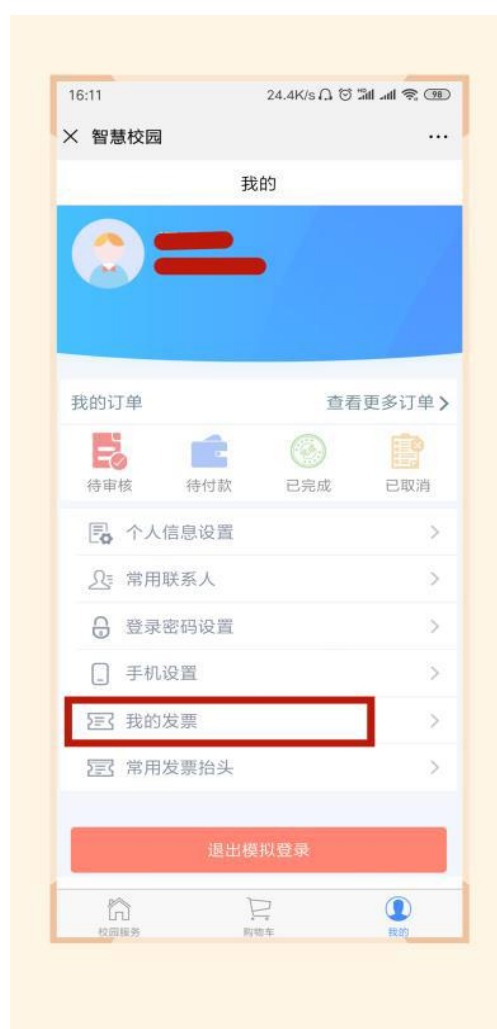 16:11 24.4K/s 98
智慧校园
我的
我的订单 查看更多订单
待审核 待付款 已完成 已取消
个人信息设置
常用联系人
登录密码设置
手机设置
我的发票
常用发票抬头
退出模拟登录
校园服务 购物车 我的